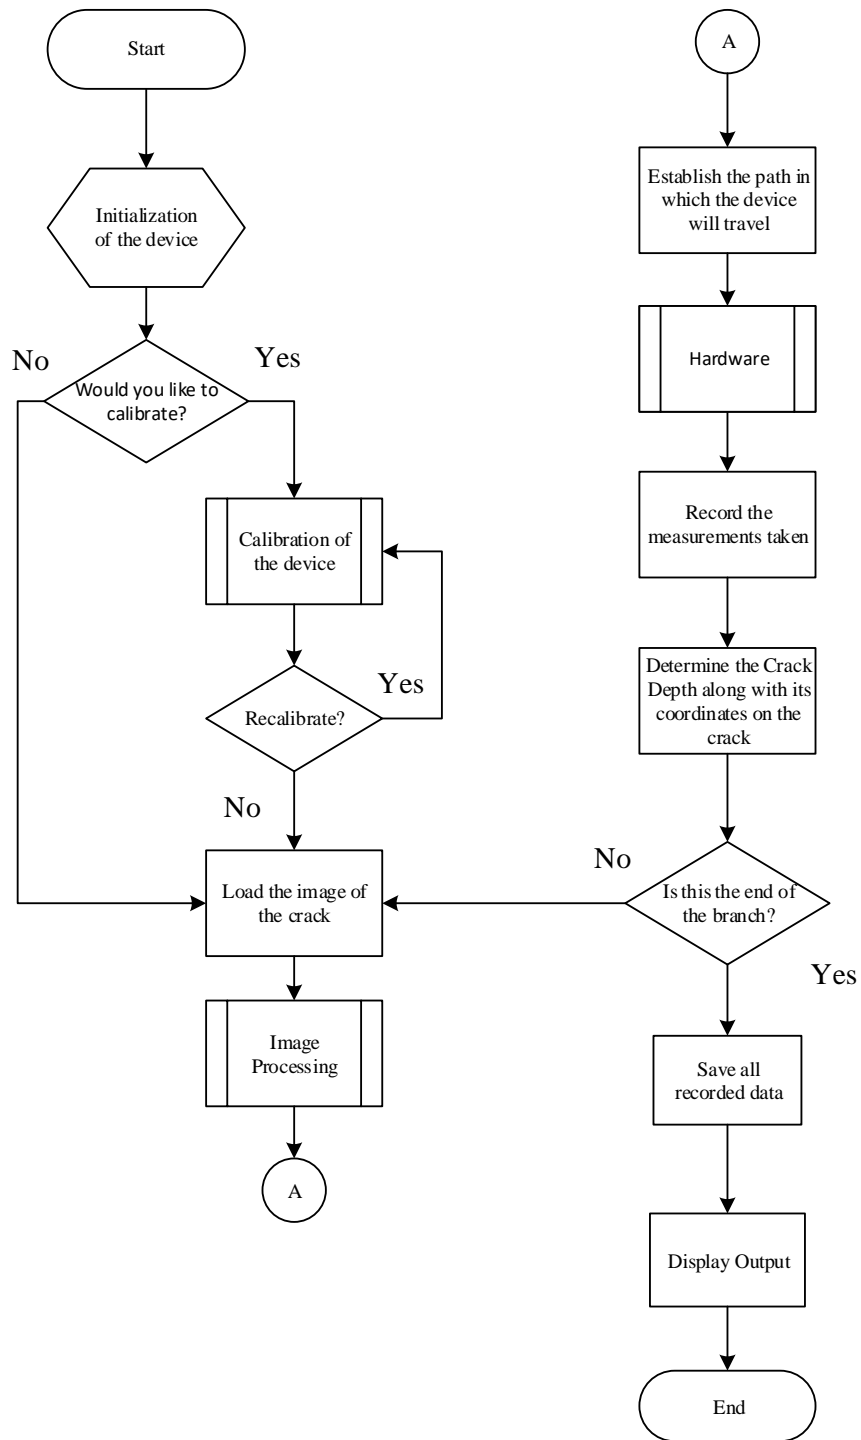 Start
Initialization
of the device
No
Yes
Would you like to
calibrate?
Calibration of
the device
Yes
Recalibrate?
No
Load the image of
the crack
Image
Processing
A
A
Establish the path in
which the device
will travel
Hardware
Record the
measurements taken
Determine the Crack
Depth along with its
coordinates on the
crack
No
Is this the end of
the branch?
Yes
Save all
recorded data
Display Output
End